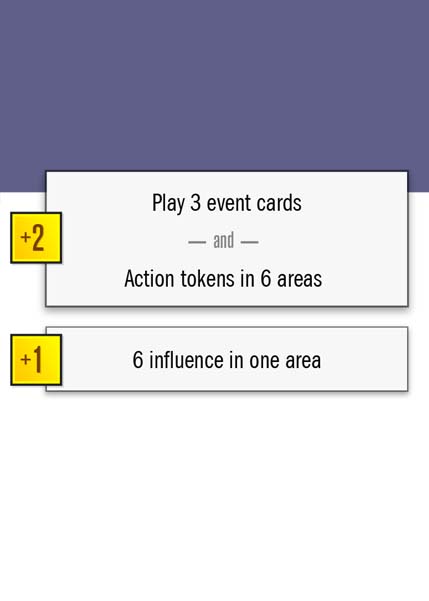 Play 3 event cards
+2
— and —
Action tokens in 6 areas
+1
6 influence in one area